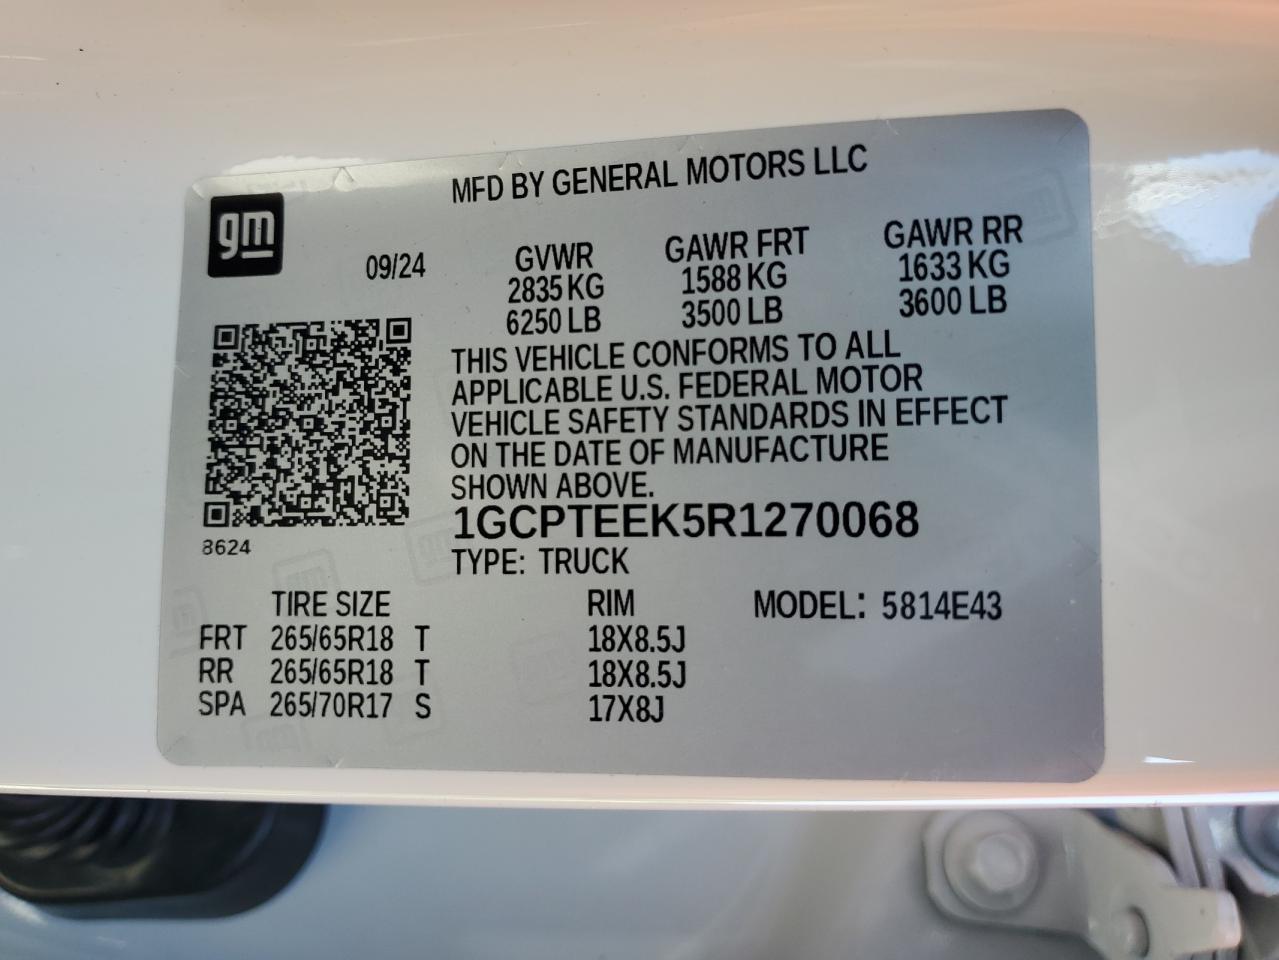 MFD BY GENERAL MOTORS LLC
gm
09/24
GVWR GAWR FRT GAWR RR
2835 KG 1588 KG 1633 KG
6250 LB 3500 LB 3600 LB
THIS VEHICLE CONFORMS TO ALL
APPLICABLE U.S. FEDERAL MOTOR
VEHICLE SAFETY STANDARDS IN EFFECT
ON THE DATE OF MANUFACTURE
SHOWN ABOVE.
1GCPTEEK5R1270068
8624
TYPE: TRUCK
TIRE SIZE RIM MODEL: 5814E43
FRT 265/65R18 T 18X8.5J
RR 265/65R18 T 18X8.5J
SPA 265/70R17 S 17X8J